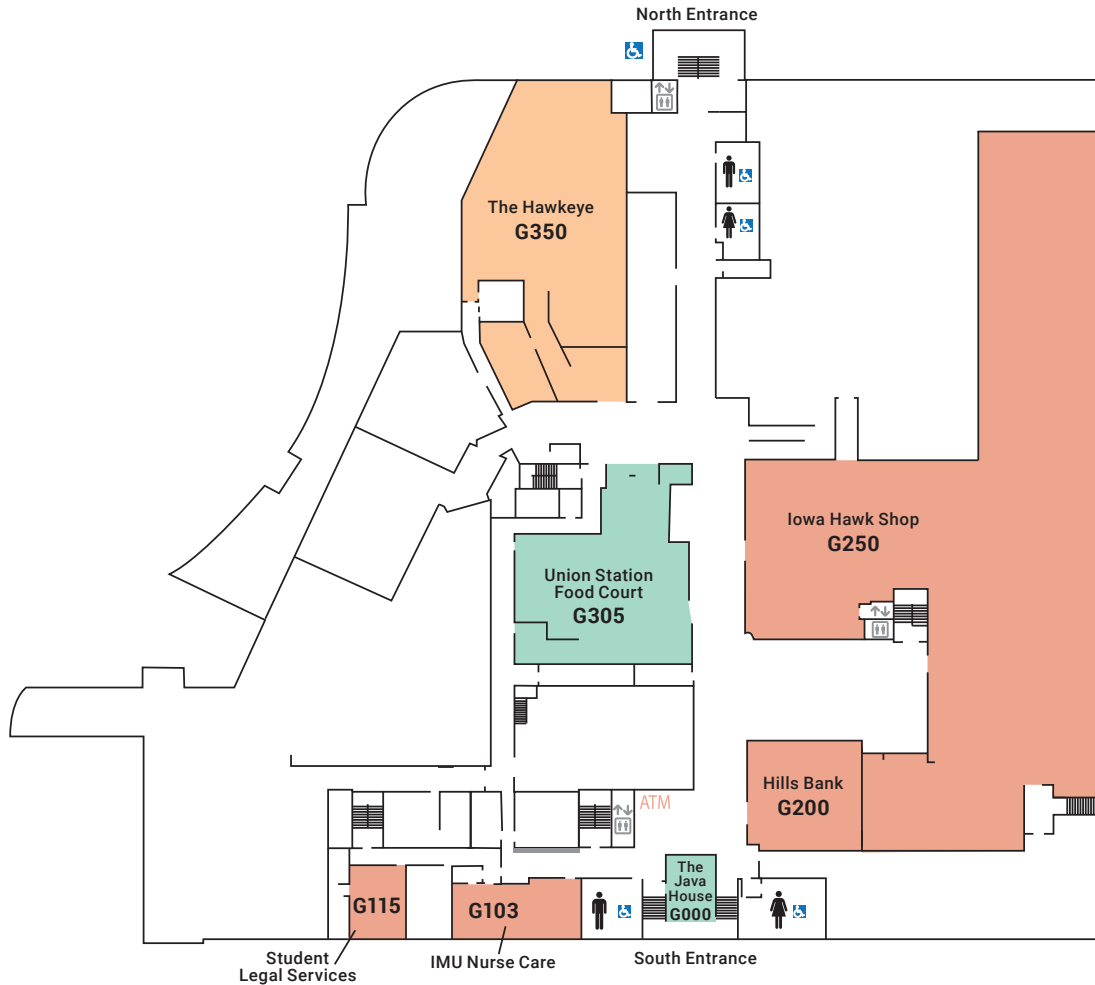 North Entrance
The Hawkeye
G350
Iowa Hawk Shop
G250
Union Station
Food Court
G305
Hills Bank
G200
ATM
The
Java
House
G000
G115
G103
Student
Legal Services
IMU Nurse Care
South Entrance